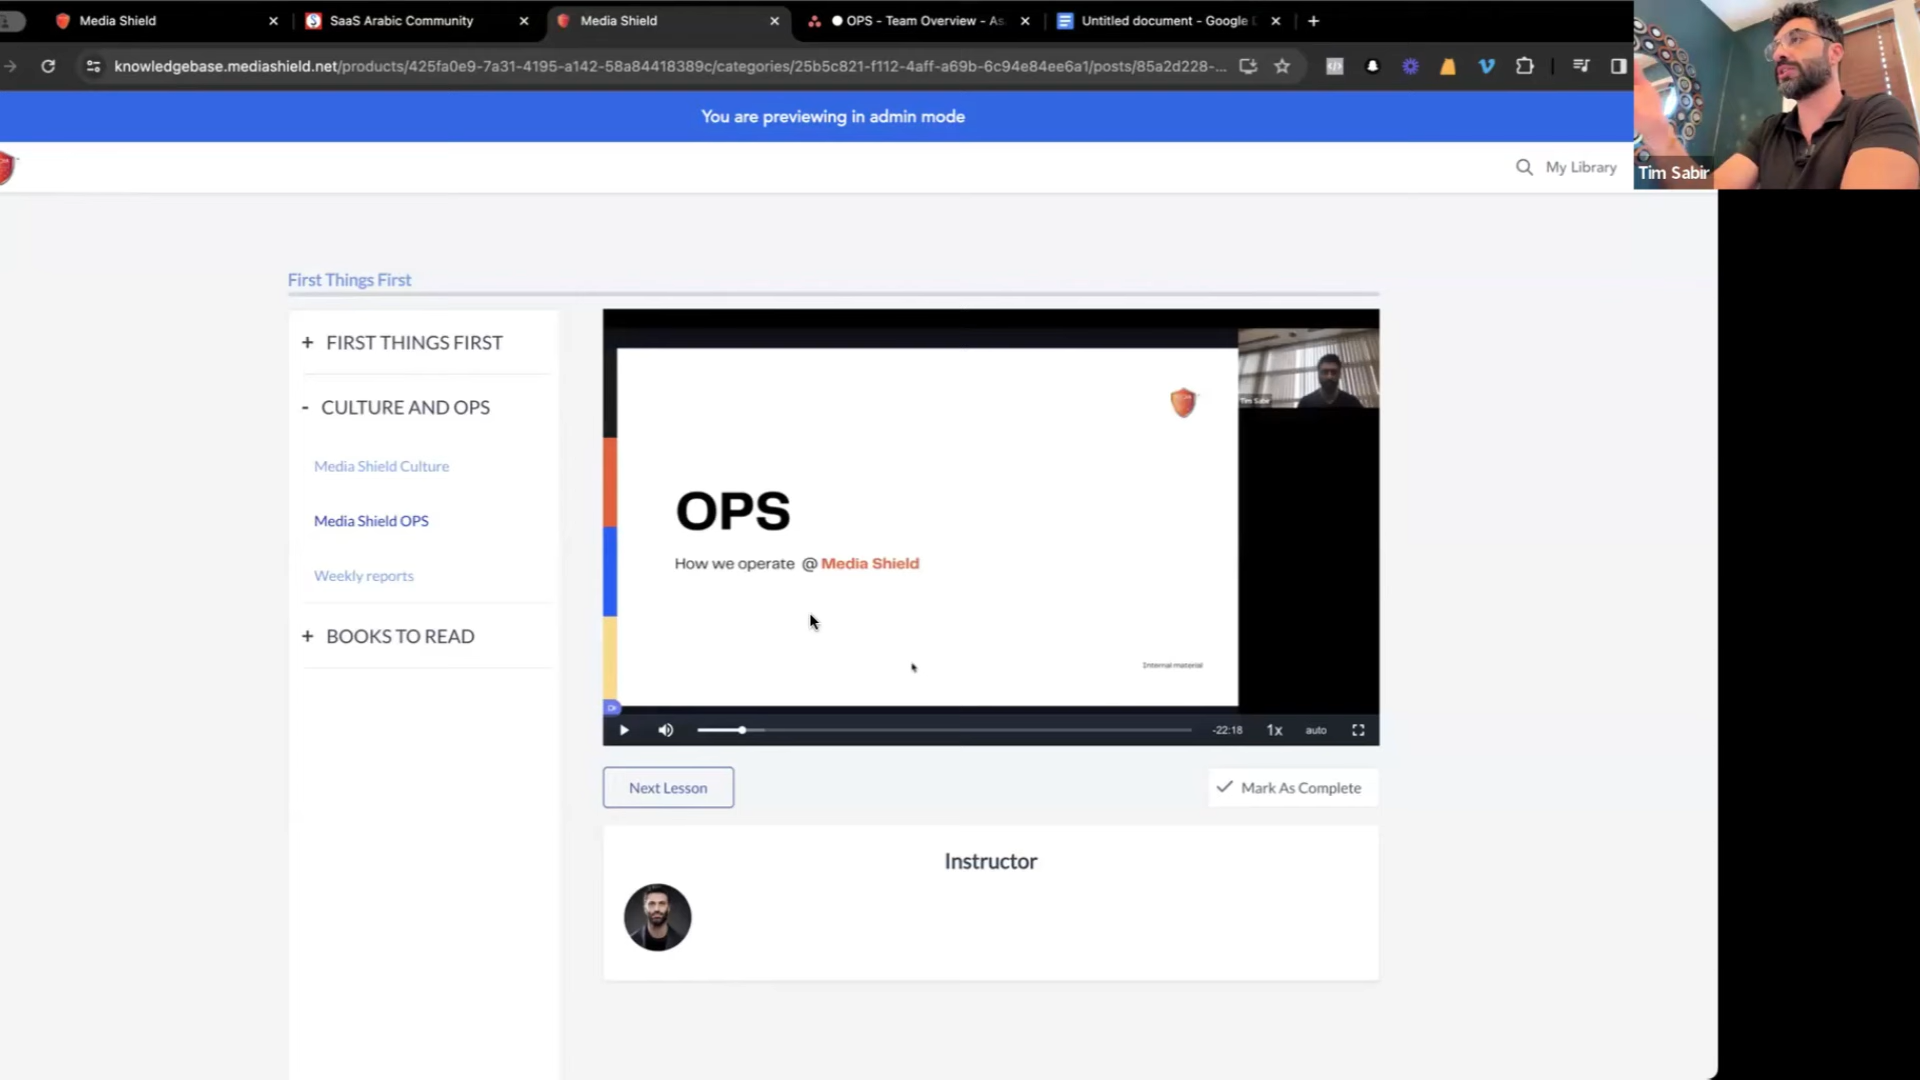 Media Shield
SaaS Arabic Community
Media Shield
OPS - Team Overview - As
Untitled document - Google
knowledgebase.mediashield.net/products/425fa0e9-7a31-4195-a142-58a84418389c/categories/25b5c821-f112-4aff-a69b-6c94e84ee6a1/posts/85a2d228-...
You are previewing in admin mode
My Library
Tim Sabir
First Things First
+ FIRST THINGS FIRST
- CULTURE AND OPS
Media Shield Culture
Media Shield OPS
Weekly reports
+ BOOKS TO READ
Tim Sabir
OPS
How we operate @ Media Shield
Internal material
-22:18
1x
auto
Next Lesson
Mark As Complete
Instructor